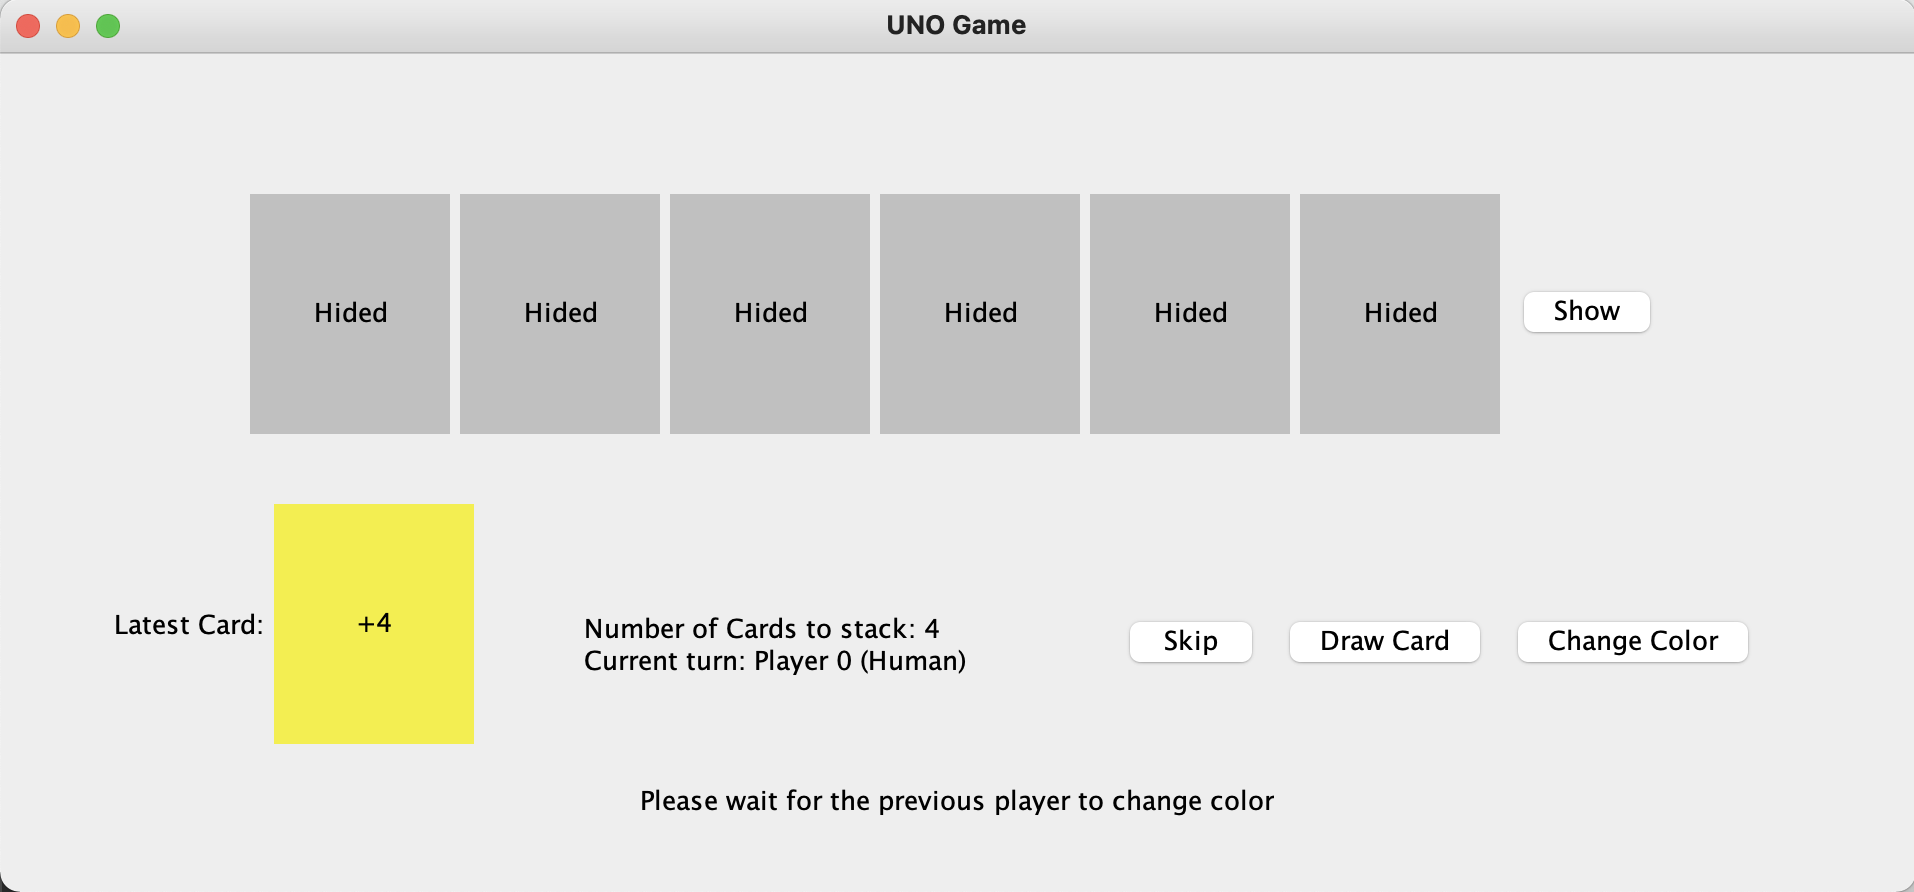 UNO Game
Hided Hided Hided Hided Hided Hided Show
Latest Card: +4
Number of Cards to stack: 4
Current turn: Player 0 (Human)
Skip Draw Card Change Color
Please wait for the previous player to change color